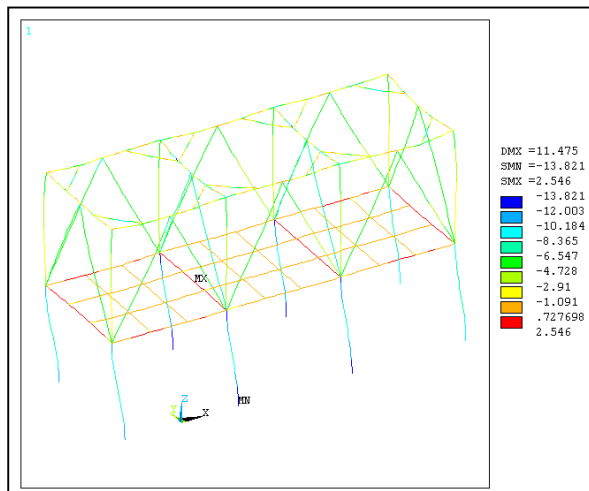 1
DMX =11.475
SMN =-13.821
SMX =2.546
-13.821
-12.003
-10.184
-8.365
-6.547
-4.728
-2.91
-1.091
.727698
2.546
MX
MN
Z
Y
X